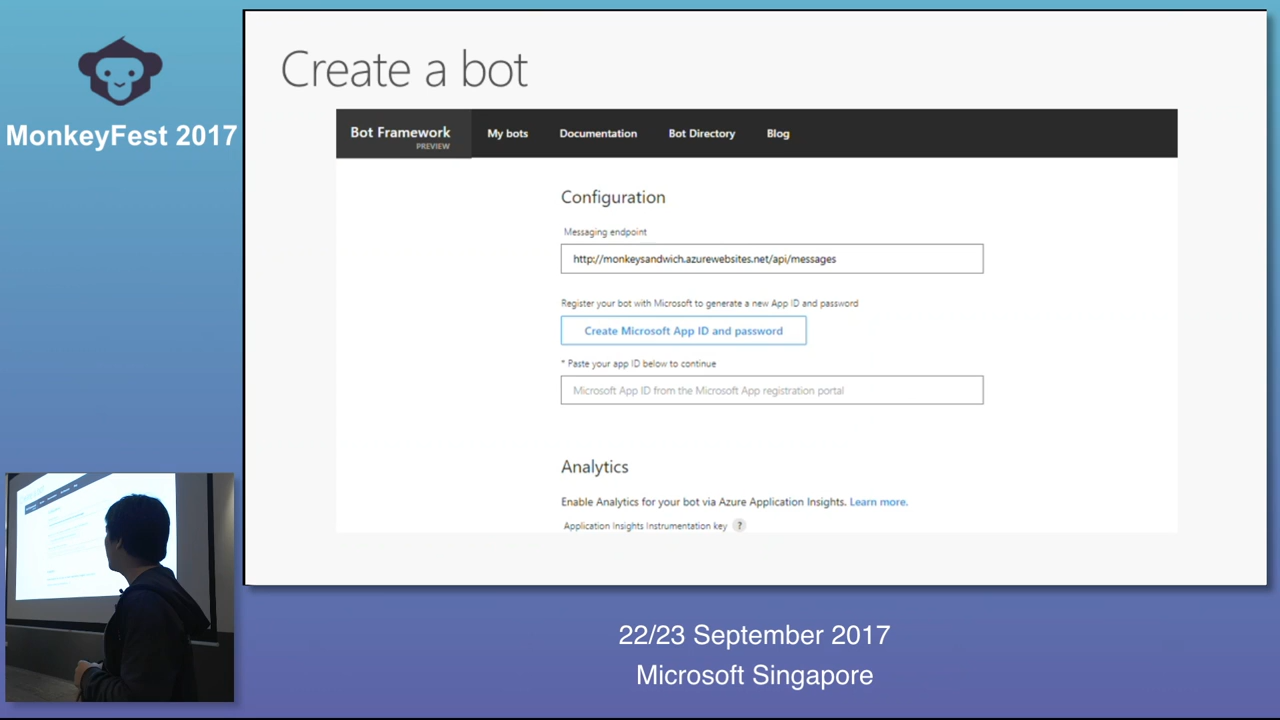 MonkeyFest 2017
Create a bot
Bot Framework
PREVIEW
My bots
Documentation
Bot Directory
Blog
Configuration
Messaging endpoint
http://monkeysandwich.azurewebsites.net/api/messages
Register your bot with Microsoft to generate a new App ID and password
Create Microsoft App ID and password
* Paste your app ID below to continue
Microsoft App ID from the Microsoft App registration portal
Analytics
Enable Analytics for your bot via Azure Application Insights. Learn more.
Application Insights Instrumentation key ?
22/23 September 2017
Microsoft Singapore